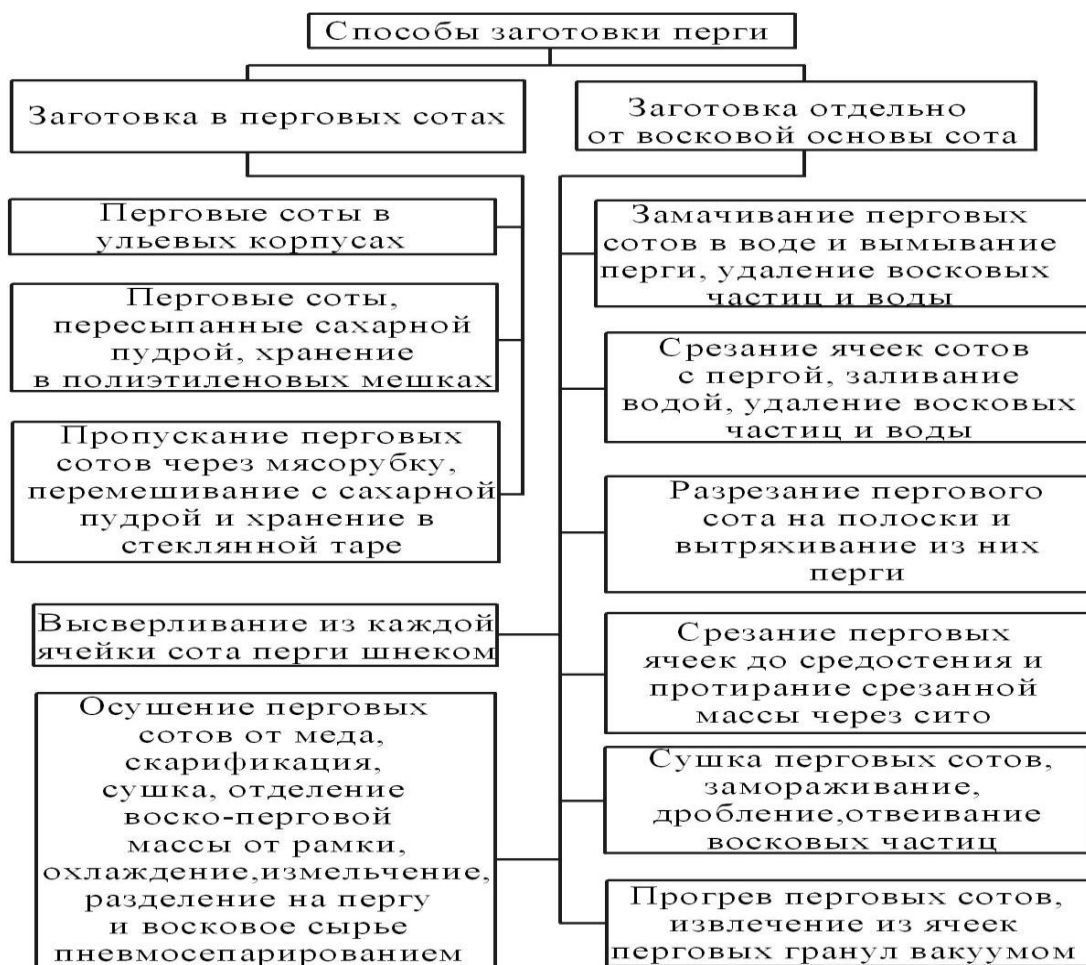 Способы заготовки перги
Заготовка в перговых сотах
Заготовка отдельно
от восковой основы сота
Перговые соты в
ульевых корпусах
Перговые соты,
пересыпанные сахарной
пудрой, хранение
в полиэтиленовых мешках
Пропускание перговых
сотов через мясорубку,
перемешивание с сахарной
пудрой и хранение в
стеклянной таре
Высверливание из каждой
ячейки сота перги шнеком
Осушение перговых
сотов от меда,
скарификация,
сушка, отделение
воско-перговой
массы от рамки,
охлаждение,измельчение,
разделение на пергу
и восковое сырье
пневмосепарированием
Замачивание перговых
сотов в воде и вымывание
перги, удаление восковых
частиц и воды
Срезание ячеек сотов
с пергой, заливание
водой, удаление восковых
частиц и воды
Разрезание пергового
сота на полоски и
вытряхивание из них
перги
Срезание перговых
ячеек до средостения и
протирание срезанной
массы через сито
Сушка перговых сотов,
замораживание,
дробление,отвеивание
восковых частиц
Прогрев перговых сотов,
извлечение из ячеек
перговых гранул вакуумом